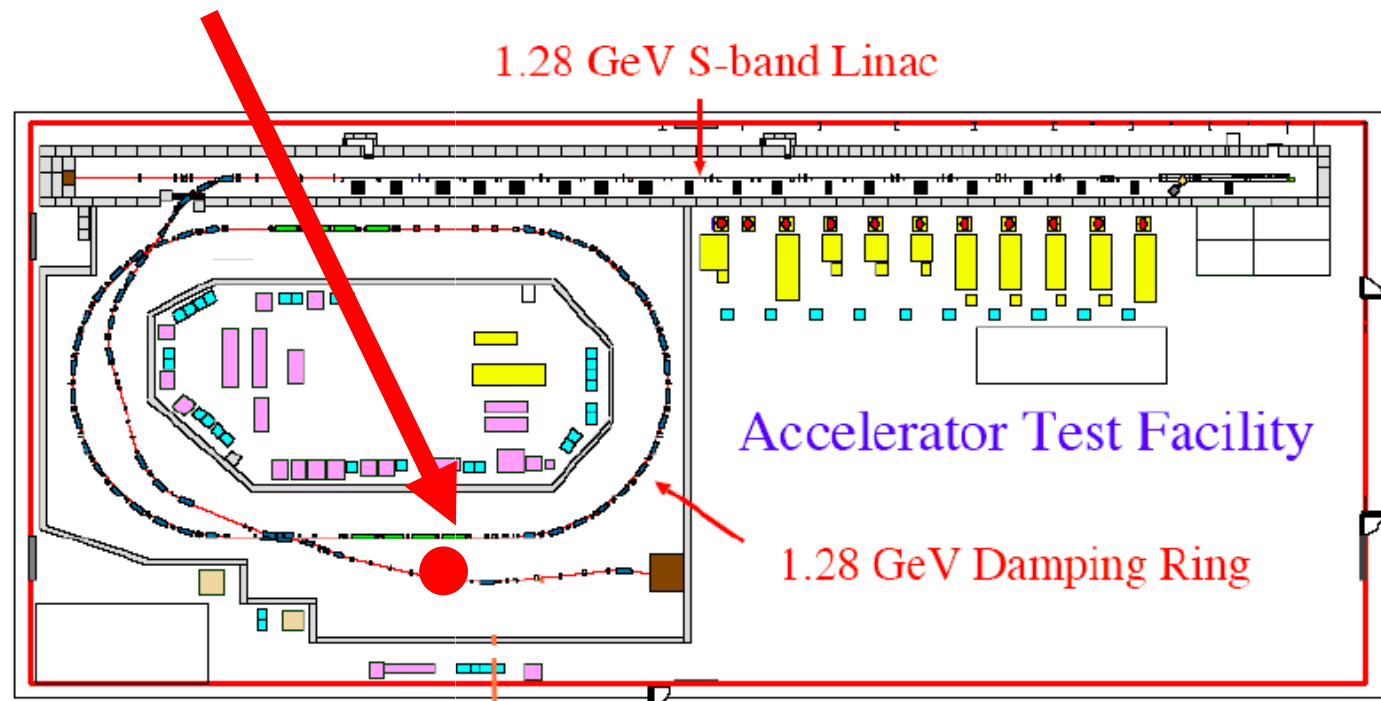 1.28 GeV S-band Linac
Accelerator Test Facility
1.28 GeV Damping Ring